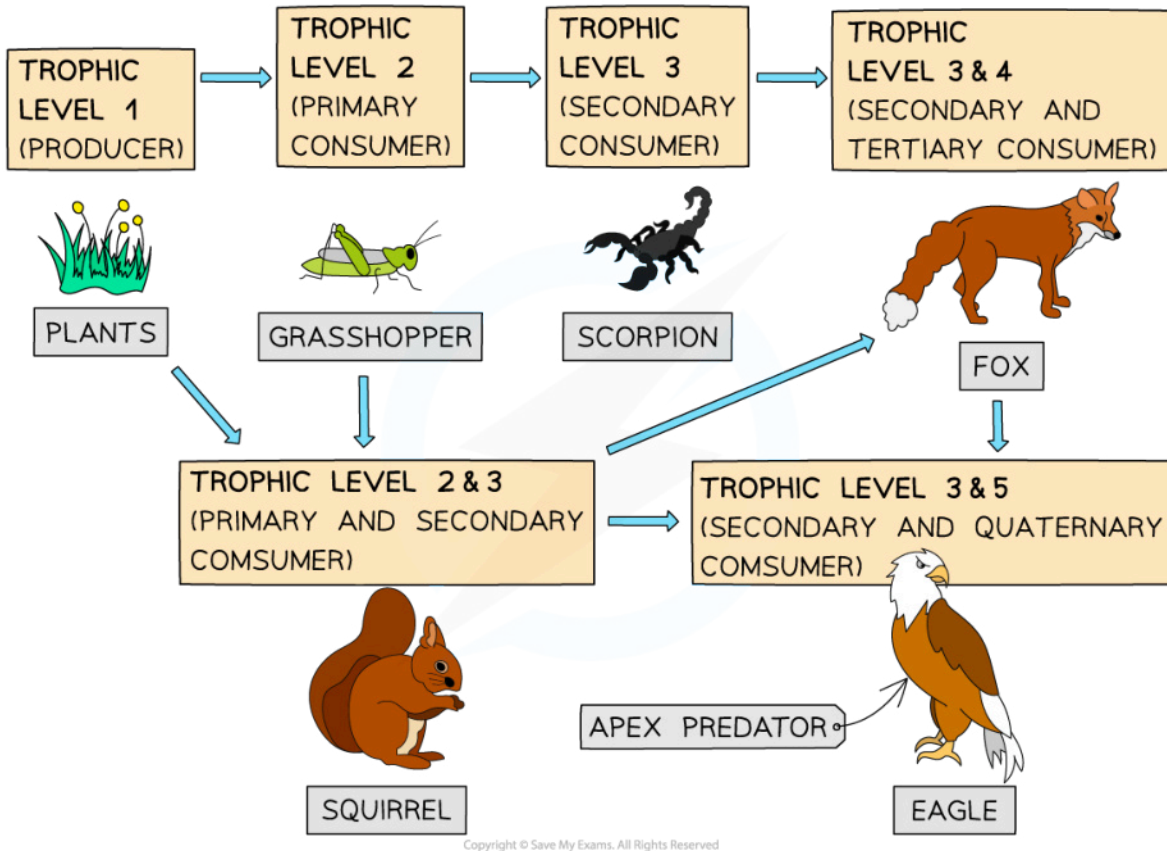 TROPHIC
LEVEL 1
(PRODUCER)
TROPHIC
LEVEL 2
(PRIMARY
CONSUMER)
TROPHIC
LEVEL 3
(SECONDARY
CONSUMER)
TROPHIC
LEVEL 3 & 4
(SECONDARY AND
TERTIARY CONSUMER)
PLANTS
GRASSHOPPER
SCORPION
FOX
TROPHIC LEVEL 2 & 3
(PRIMARY AND SECONDARY
COMSUMER)
TROPHIC LEVEL 3 & 5
(SECONDARY AND QUATERNARY
COMSUMER)
APEX PREDATOR
SQUIRREL
EAGLE
Copyright © Save My Exams. All Rights Reserved